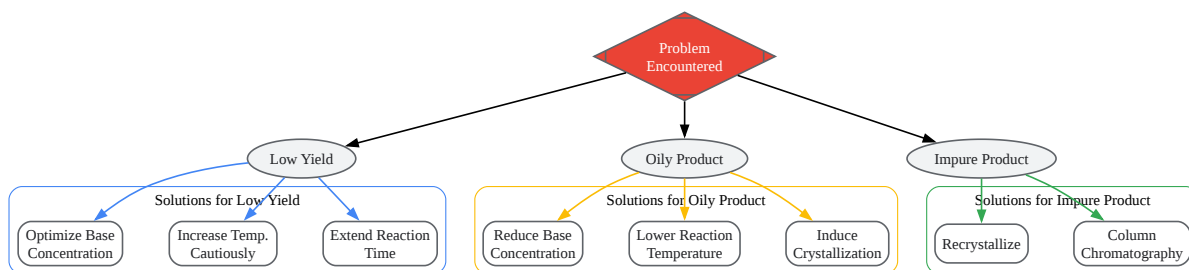 Problem
Encountered
Low Yield
Oily Product
Impure Product
Solutions for Low Yield
Solutions for Oily Product
Solutions for Impure Product
Optimize Base
Concentration
Increase Temp.
Cautiously
Extend Reaction
Time
Reduce Base
Concentration
Lower Reaction
Temperature
Induce
Crystallization
Recrystallize
Column
Chromatography